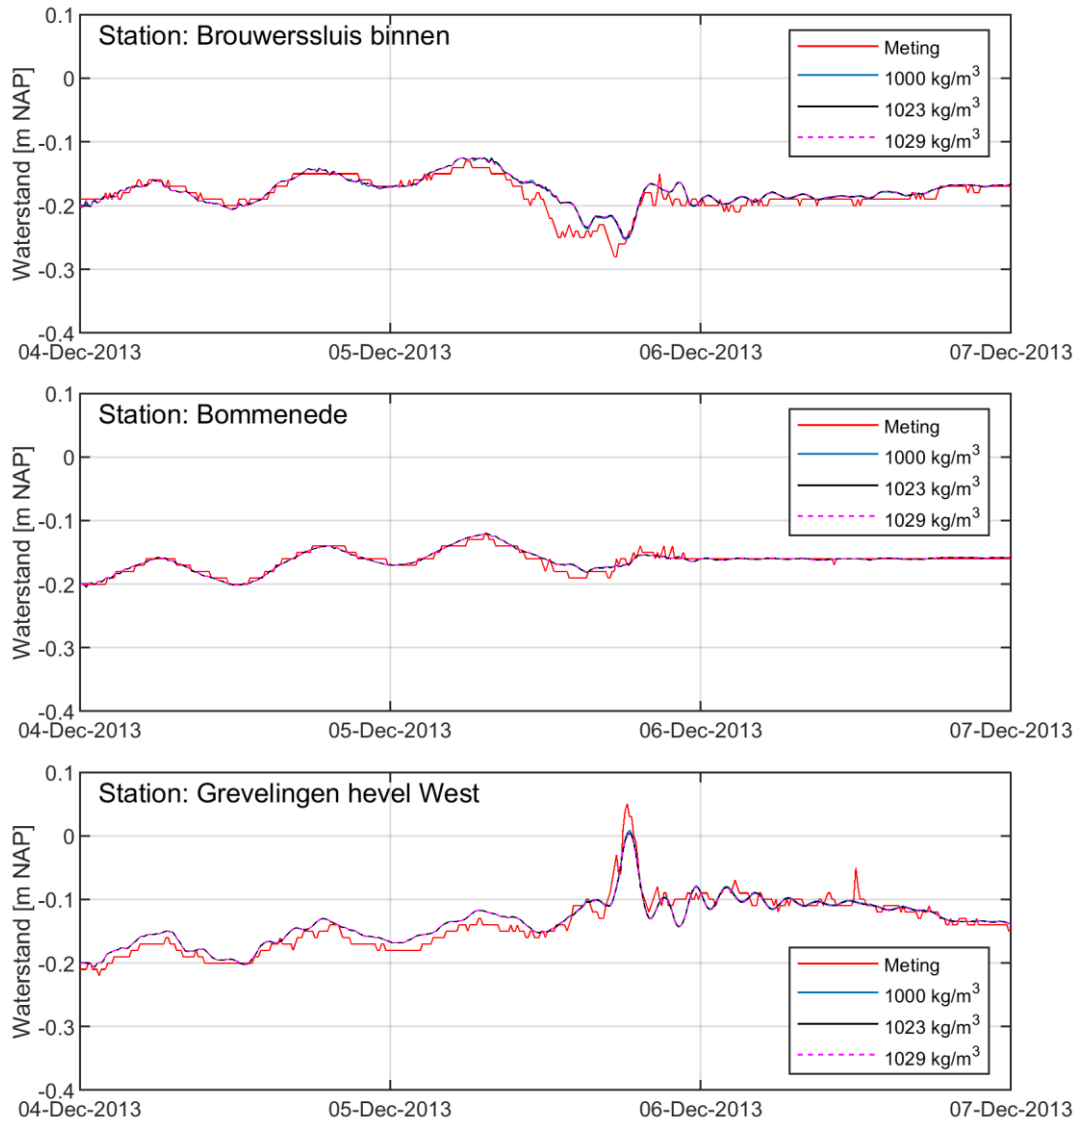 Station: Brouwerssluis binnen
Waterstand [m NAP]
0.1
0
-0.1
-0.2
-0.3
-0.4
Meting
1000 kg/m³
1023 kg/m³
1029 kg/m³
04-Dec-2013 05-Dec-2013 06-Dec-2013 07-Dec-2013
Station: Bommenede
Waterstand [m NAP]
0.1
0
-0.1
-0.2
-0.3
-0.4
Meting
1000 kg/m³
1023 kg/m³
1029 kg/m³
04-Dec-2013 05-Dec-2013 06-Dec-2013 07-Dec-2013
Station: Grevelingen hevel West
Waterstand [m NAP]
0.1
0
-0.1
-0.2
-0.3
-0.4
Meting
1000 kg/m³
1023 kg/m³
1029 kg/m³
04-Dec-2013 05-Dec-2013 06-Dec-2013 07-Dec-2013